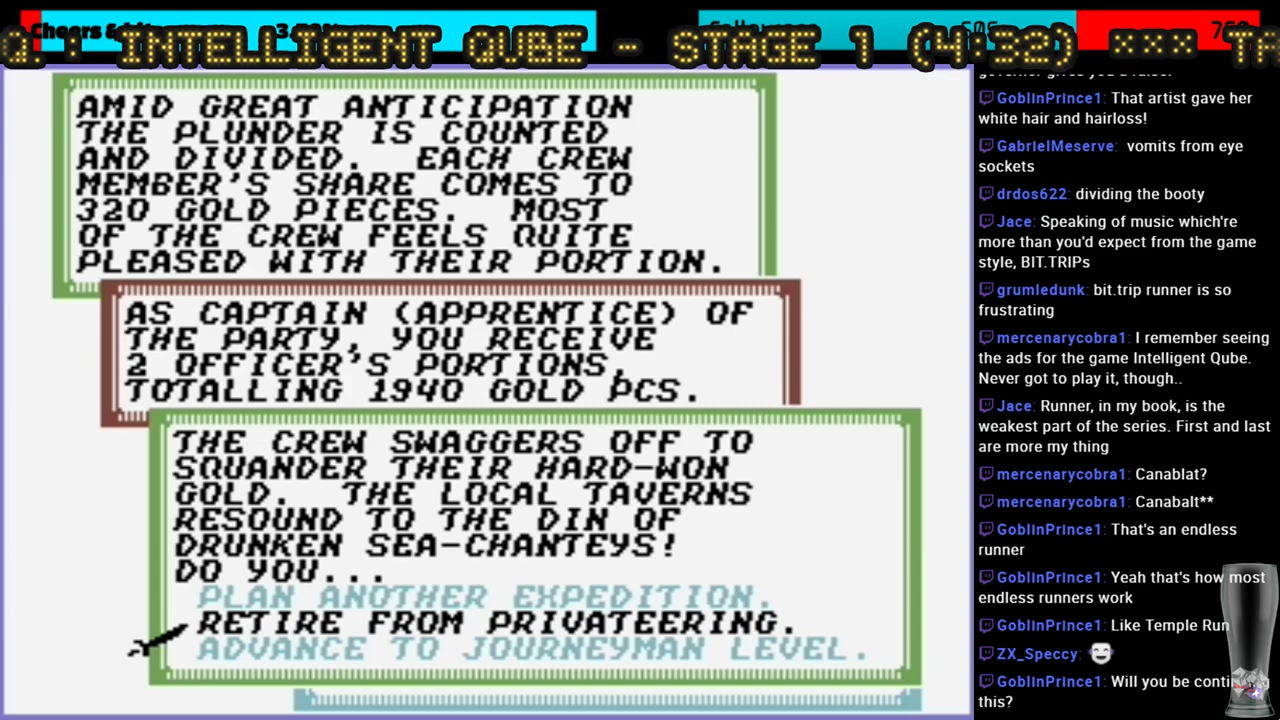 Q.: INTELLIGENT QUBE - STAGE 1 (4:32) ××× TA
AMID GREAT ANTICIPATION
THE PLUNDER IS COUNTED
AND DIVIDED. EACH CREW
MEMBER'S SHARE COMES TO
320 GOLD PIECES. MOST
OF THE CREW FEELS QUITE
PLEASED WITH THEIR PORTION.
AS CAPTAIN (APPRENTICE) OF
THE PARTY, YOU RECEIVE
2 OFFICER'S PORTIONS,
TOTALLING 1940 GOLD PCS.
THE CREW SWAGGERS OFF TO
SQUANDER THEIR HARD-WON
GOLD. THE LOCAL TAVERNS
RESOUND TO THE DIN OF
DRUNKEN SEA-CHANTEYS!
DO YOU...
PLAN ANOTHER EXPEDITION.
RETIRE FROM PRIVATEERING.
ADVANCE TO JOURNEYMAN LEVEL.
GoblinPrince1: That artist gave her
white hair and hairloss!
GabrielMeserve: vomits from eye
sockets
drdos622: dividing the booty
Jace: Speaking of music which're
more than you'd expect from the game
style, BIT.TRIPs
grumledunk: bit.trip runner is so
frustrating
mercenarycobra1: I remember seeing
the ads for the game Intelligent Qube.
Never got to play it, though..
Jace: Runner, in my book, is the
weakest part of the series. First and last
are more my thing
mercenarycobra1: Canablat?
mercenarycobra1: Canabalt**
GoblinPrince1: That's an endless
runner
GoblinPrince1: Yeah that's how most
endless runners work
GoblinPrince1: Like Temple Run
ZX_Speccy:
GoblinPrince1: Will you be
this?